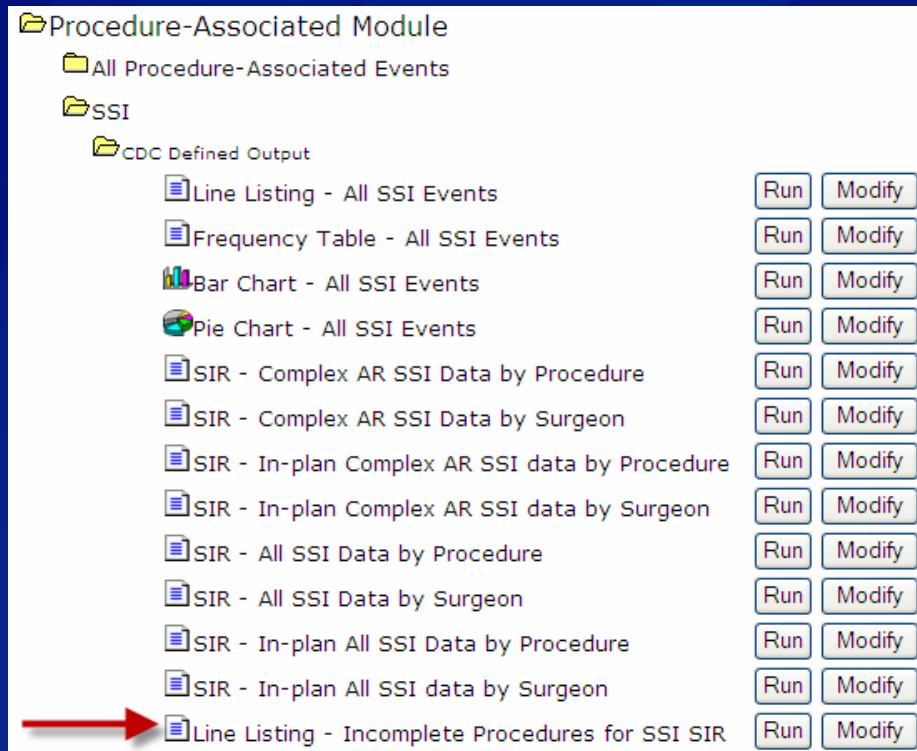 Procedure-Associated Module
All Procedure-Associated Events
SSI
CDC Defined Output
Line Listing - All SSI Events Run Modify
Frequency Table - All SSI Events Run Modify
Bar Chart - All SSI Events Run Modify
Pie Chart - All SSI Events Run Modify
SIR - Complex AR SSI Data by Procedure Run Modify
SIR - Complex AR SSI Data by Surgeon Run Modify
SIR - In-plan Complex AR SSI data by Procedure Run Modify
SIR - In-plan Complex AR SSI data by Surgeon Run Modify
SIR - All SSI Data by Procedure Run Modify
SIR - All SSI Data by Surgeon Run Modify
SIR - In-plan All SSI Data by Procedure Run Modify
SIR - In-plan All SSI data by Surgeon Run Modify
Line Listing - Incomplete Procedures for SSI SIR Run Modify